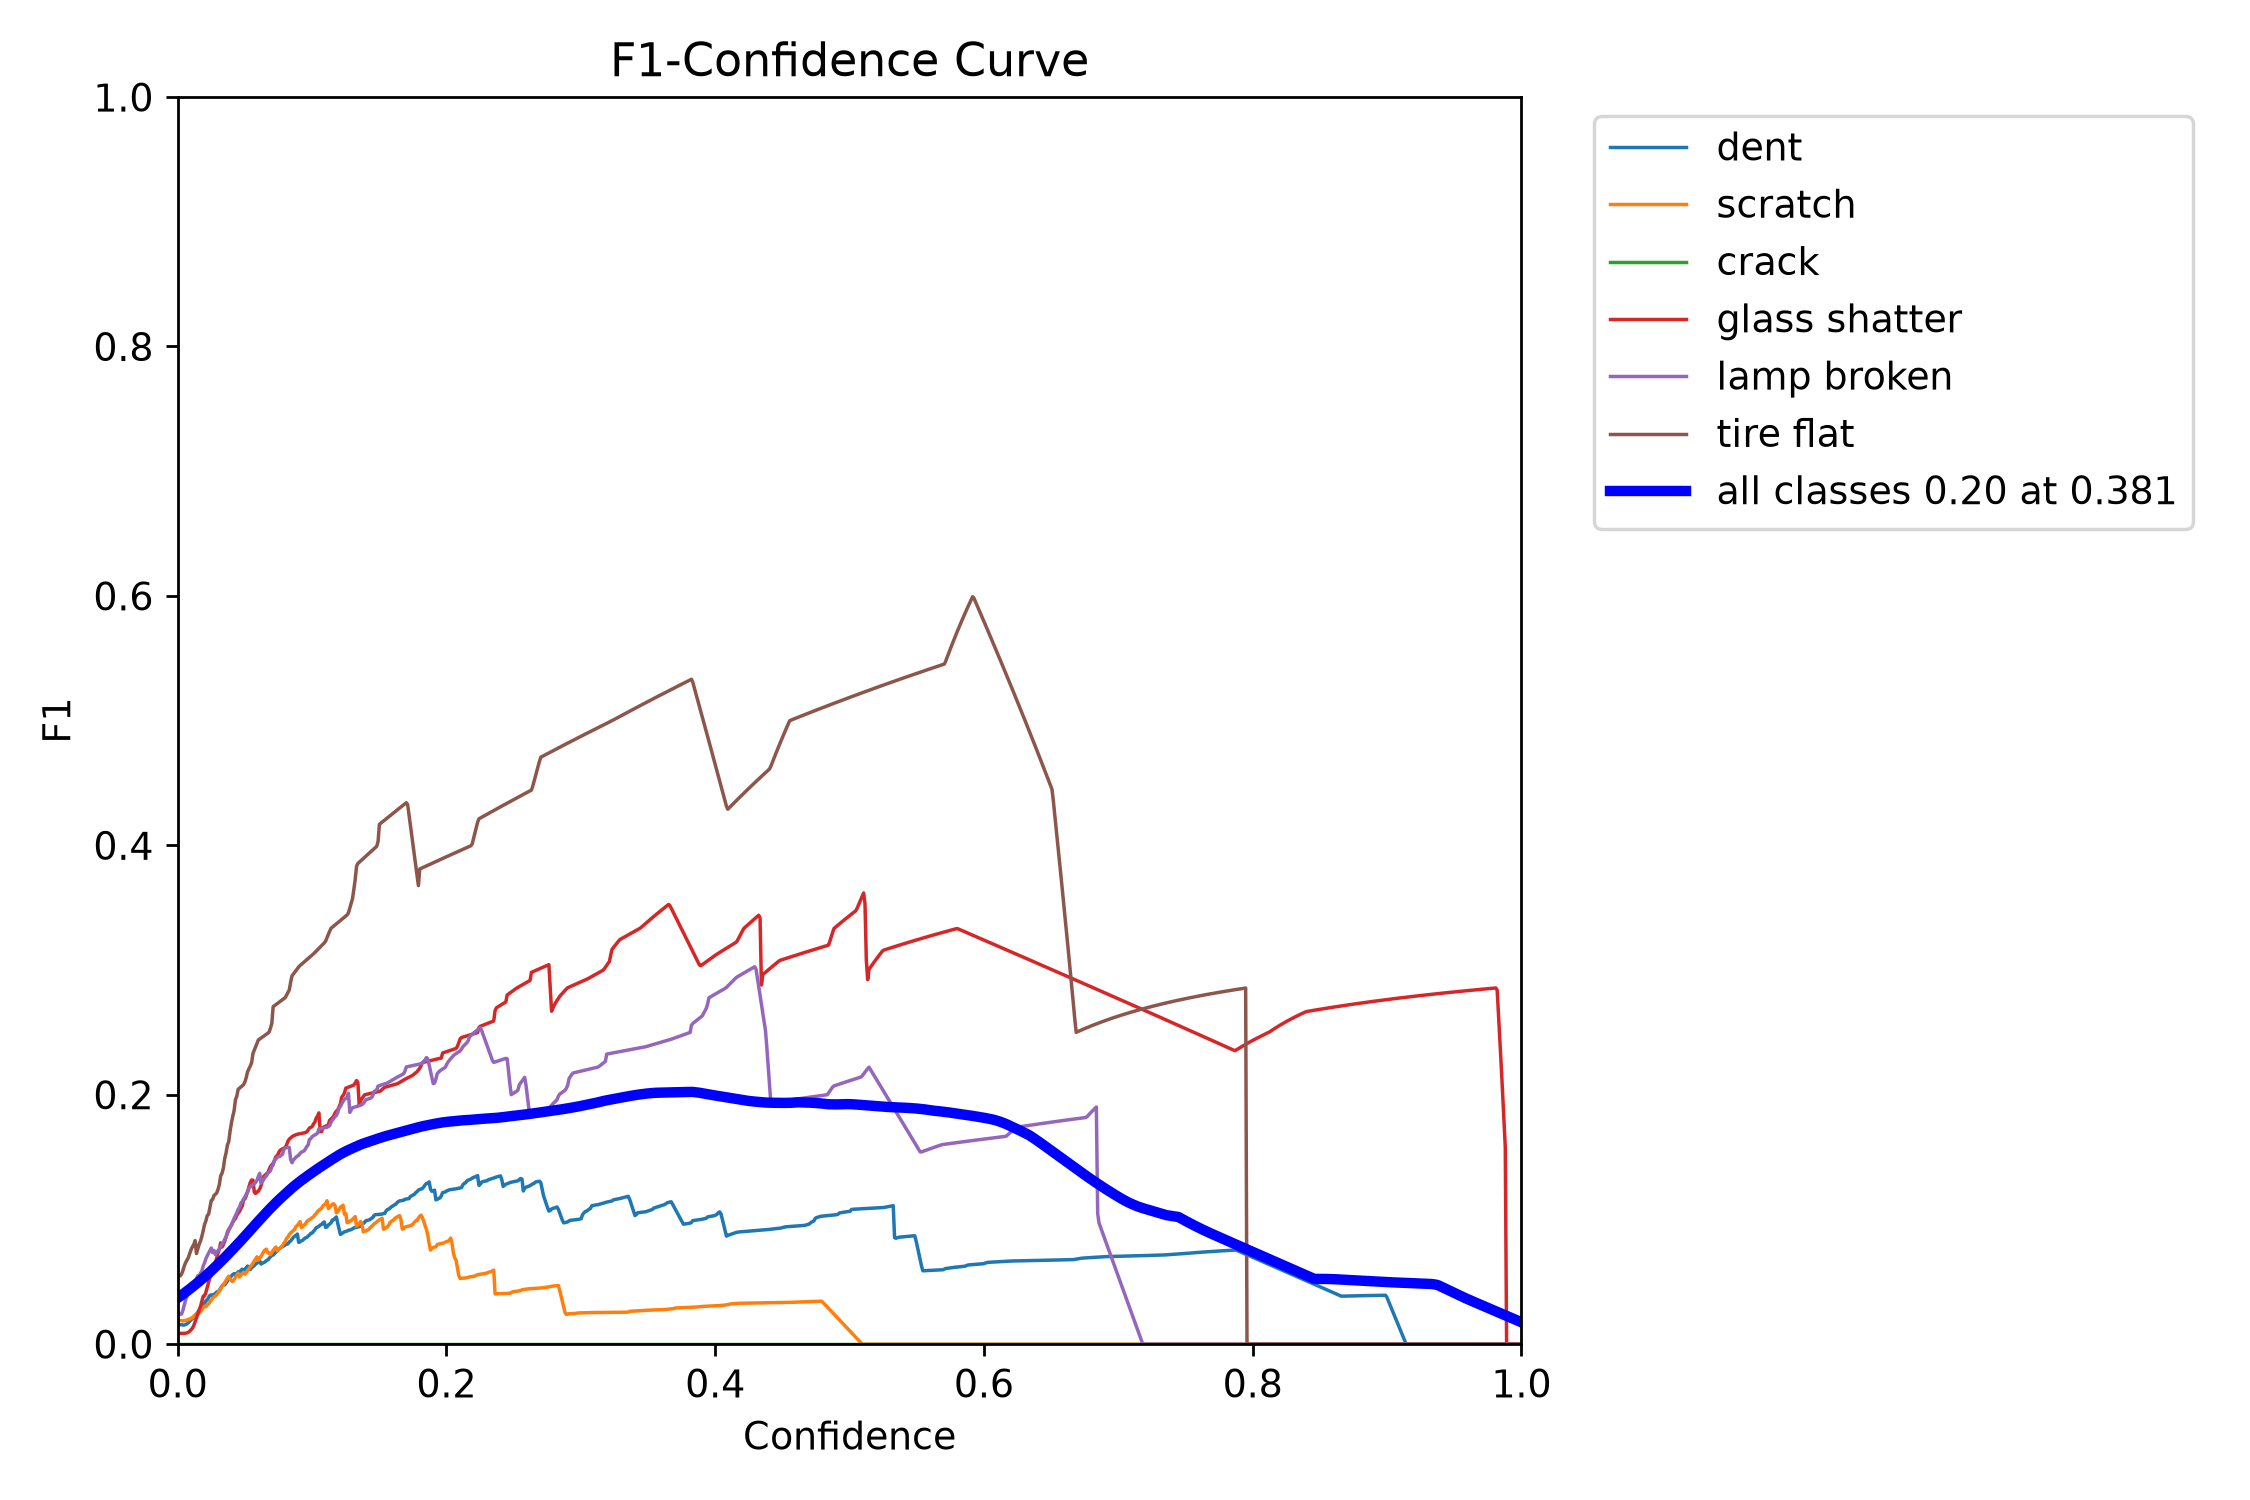 F1-Confidence Curve
1.0
0.8
0.6
0.4
0.2
0.0
F1
0.0 0.2 0.4 0.6 0.8 1.0
Confidence
dent
scratch
crack
glass shatter
lamp broken
tire flat
all classes 0.20 at 0.381